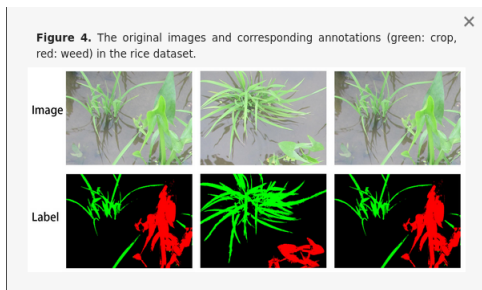 Figure 4. The original images and corresponding annotations (green: crop,
red: weed) in the rice dataset.
Image
Label